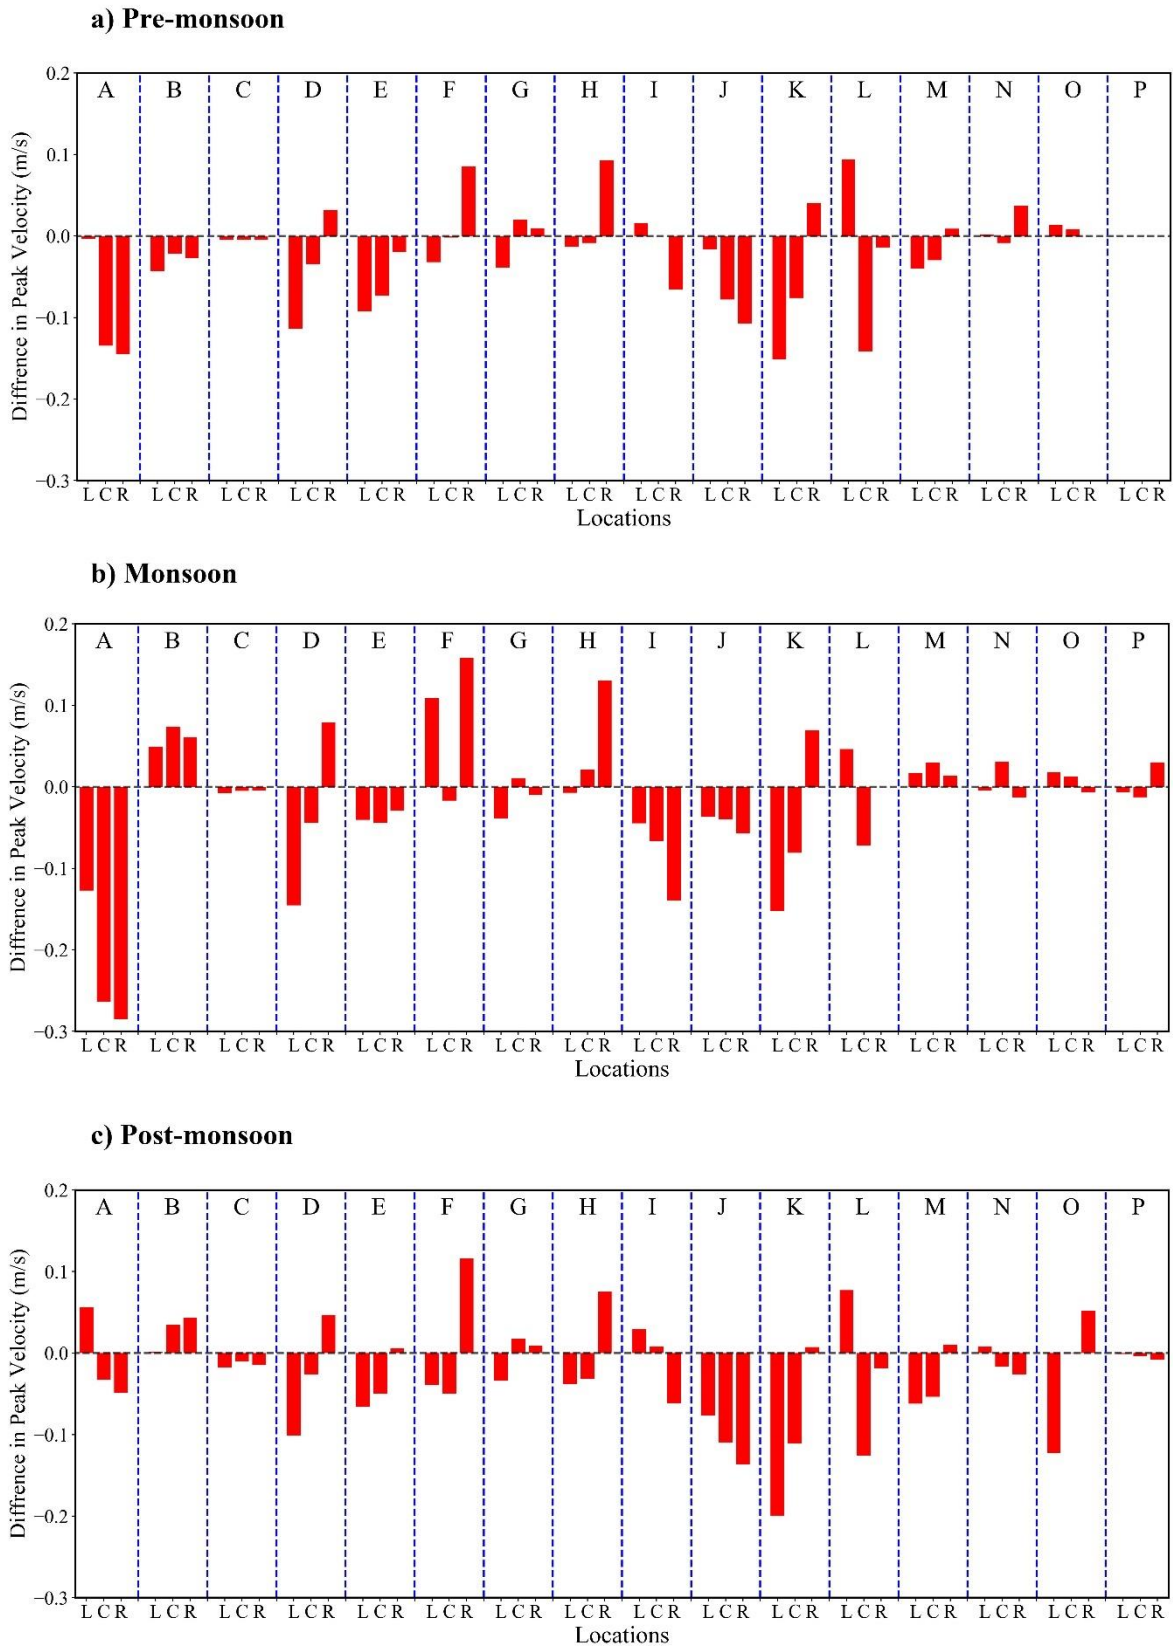 a) Pre-monsoon
0.2
A B C D E F G H I J K L M N O P
0.1
0.0
−0.1
−0.2
−0.3
Diffrence in Peak Velocity (m/s)
L C R L C R L C R L C R L C R L C R L C R L C R L C R L C R L C R L C R L C R L C R L C R L C R
Locations
b) Monsoon
0.2
A B C D E F G H I J K L M N O P
0.1
0.0
−0.1
−0.2
−0.3
Diffrence in Peak Velocity (m/s)
L C R L C R L C R L C R L C R L C R L C R L C R L C R L C R L C R L C R L C R L C R L C R L C R
Locations
c) Post-monsoon
0.2
A B C D E F G H I J K L M N O P
0.1
0.0
−0.1
−0.2
−0.3
Diffrence in Peak Velocity (m/s)
L C R L C R L C R L C R L C R L C R L C R L C R L C R L C R L C R L C R L C R L C R L C R L C R
Locations